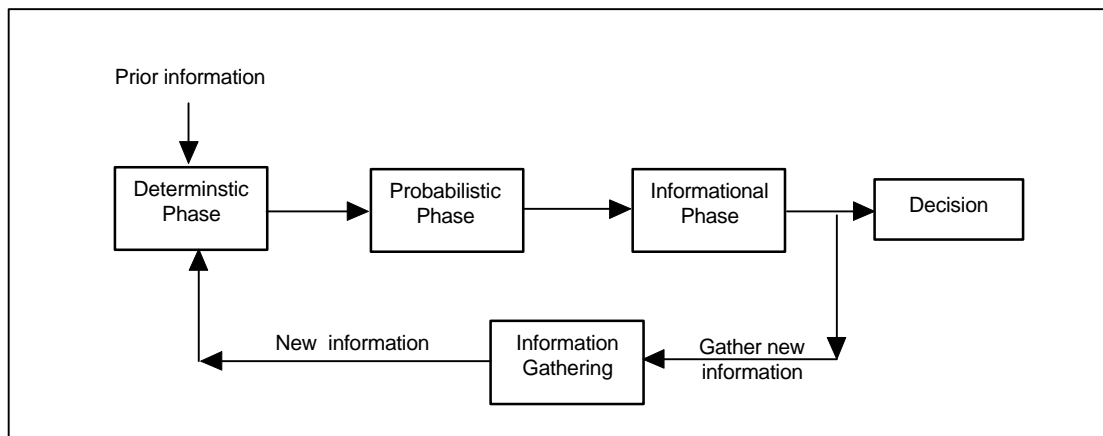 Prior information
Determinstic
Phase
Probabilistic
Phase
Informational
Phase
Decision
New information
Information
Gathering
Gather new
information